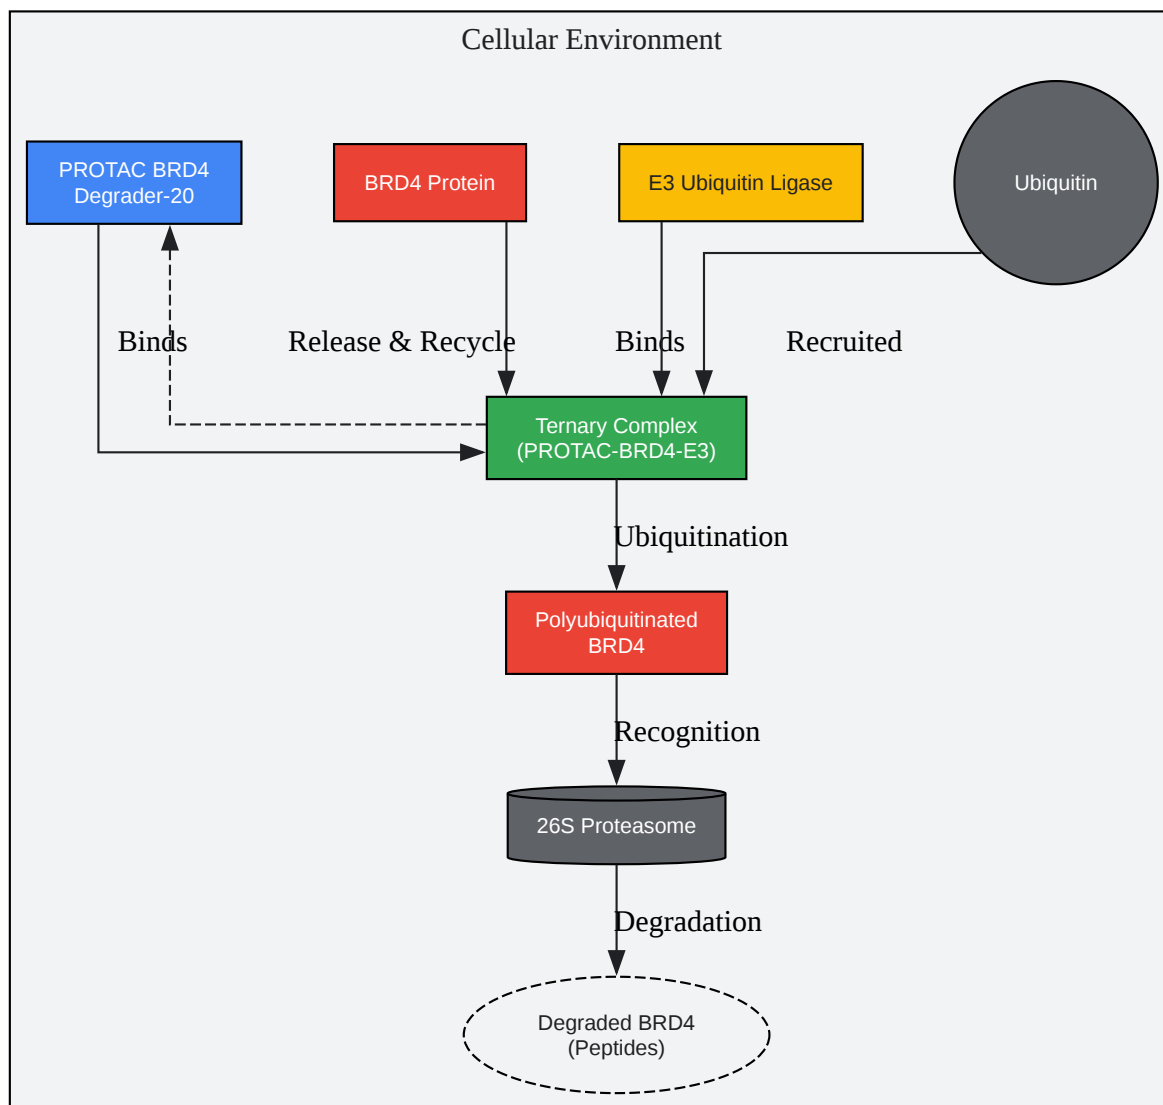 Cellular Environment
PROTAC BRD4
Degrader-20
BRD4 Protein
E3 Ubiquitin Ligase
Ubiquitin
Binds
Release & Recycle
Binds
Recruited
Ternary Complex
(PROTAC-BRD4-E3)
Ubiquitination
Polyubiquitinated
BRD4
Recognition
26S Proteasome
Degradation
Degraded BRD4
(Peptides)